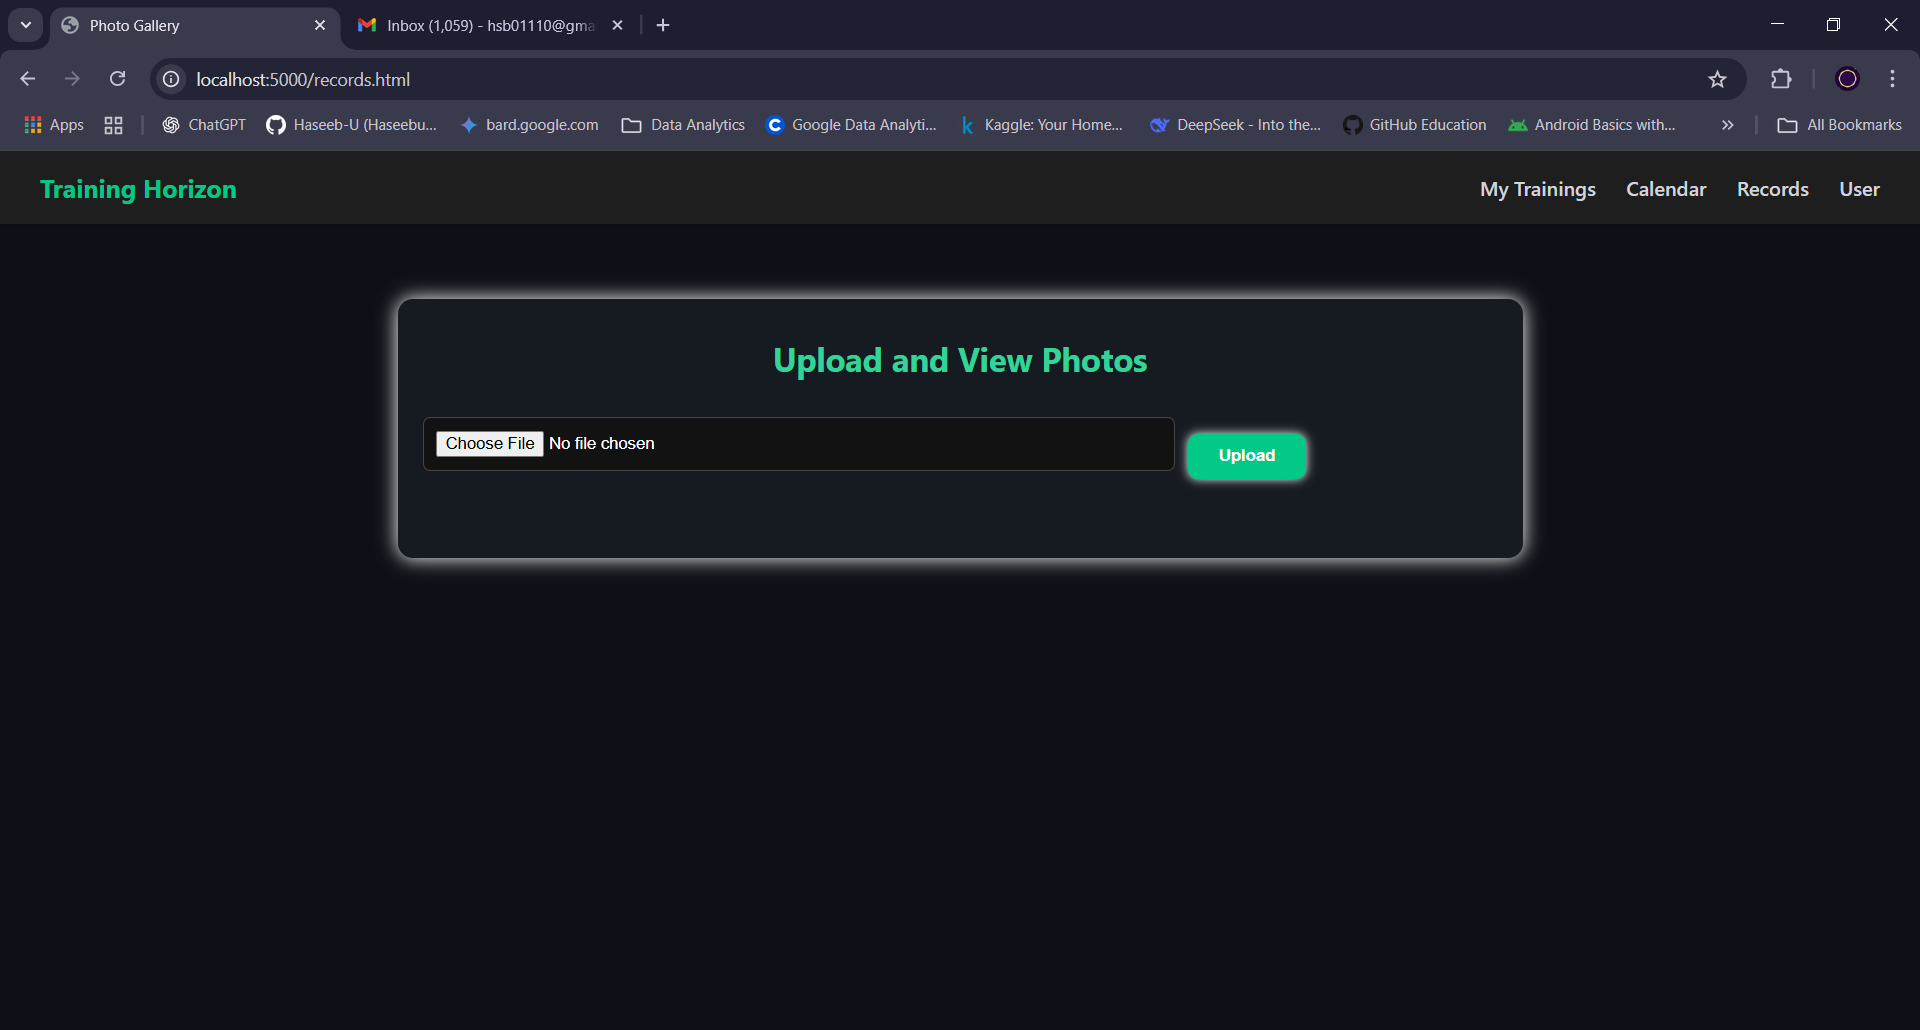 Photo Gallery
Inbox (1,059) - hsb01110@gma
localhost:5000/records.html
Apps
ChatGPT
Haseeb-U (Haseebu...
bard.google.com
Data Analytics
Google Data Analyti...
Kaggle: Your Home...
DeepSeek - Into the...
GitHub Education
Android Basics with...
All Bookmarks
Training Horizon
My Trainings
Calendar
Records
User
Upload and View Photos
Choose File No file chosen
Upload